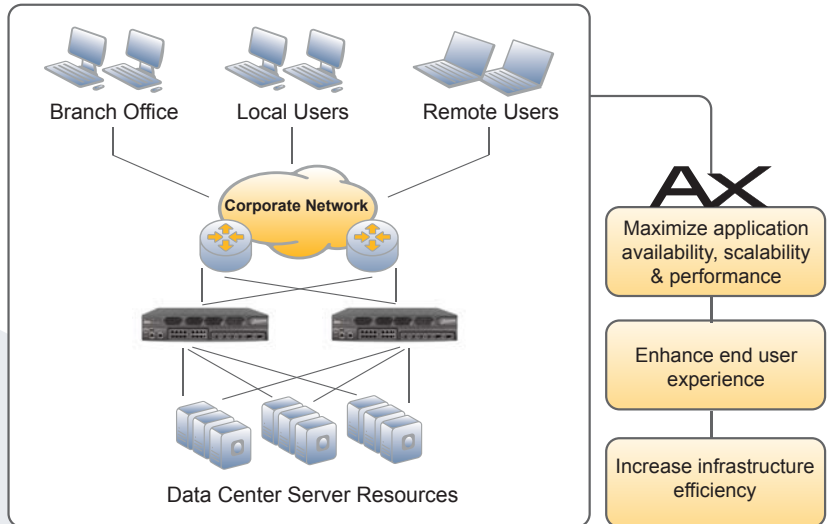 Branch Office
Local Users
Remote Users
Corporate Network
Data Center Server Resources
AX
Maximize application
availability, scalability
& performance
Enhance end user
experience
Increase infrastructure
efficiency